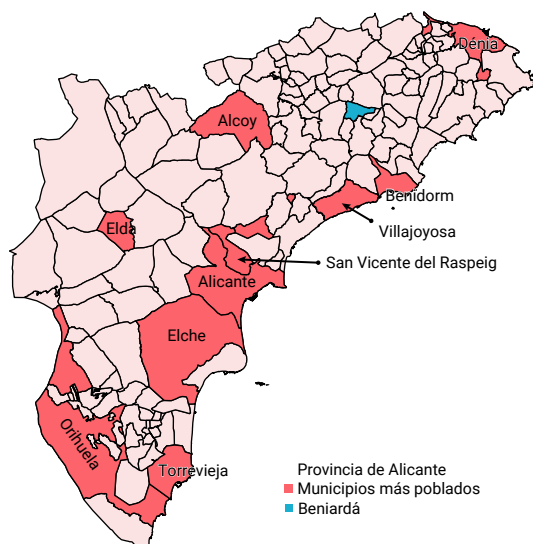 Dénia
Alcoy
Benidorm
Elda
Villajoyosa
San Vicente del Raspeig
Alicante
Elche
Orihuela
Torrevieja
Provincia de Alicante
Municipios más poblados
Beniardá